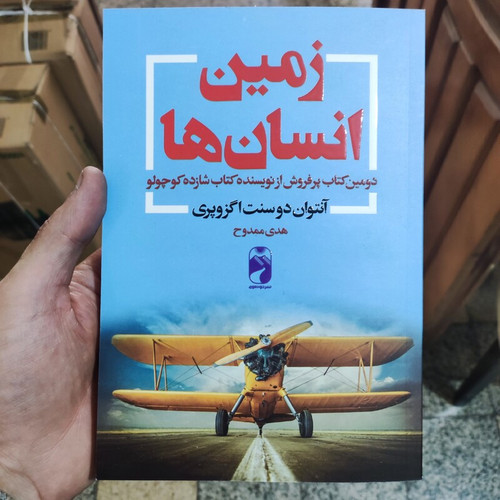 زمین
انسان‌ها
دومین کتاب پرفروش از نویسنده کتاب شازده کوچولو
آنتوان دوسنت اگزوپری
هدی ممدوح